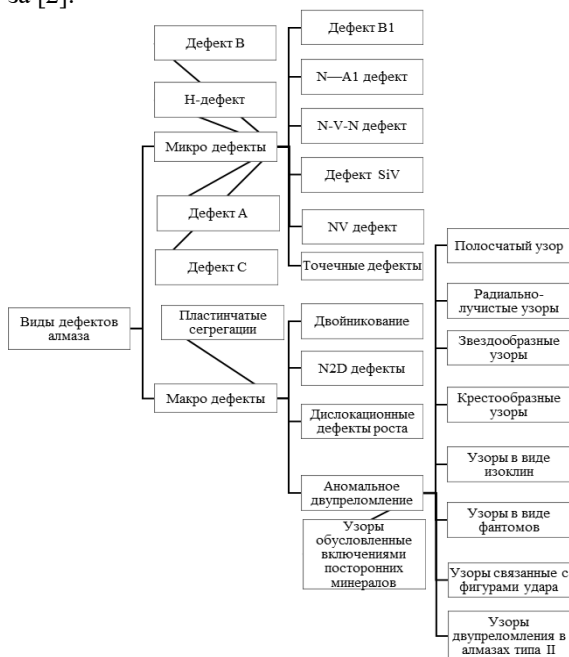 за [2].
Дефект B
H-дефект
Микро дефекты
Дефект A
Дефект C
Дефект B1
N—A1 дефект
N-V-N дефект
Дефект SiV
NV дефект
Точечные дефекты
Виды дефектов
алмаза
Пластинчатые
сегрегации
Макро дефекты
Двойникование
N2D дефекты
Дислокационные
дефекты роста
Аномальное
двупреломление
Узоры
обусловленные
включениями
посторонних
минералов
Полосчатый узор
Радиально-
лучистые узоры
Звездообразные
узоры
Крестообразные
узоры
Узоры в виде
изоклин
Узоры в виде
фантомов
Узоры связанные с
фигурами удара
Узоры
двупреломления в
алмазах типа II